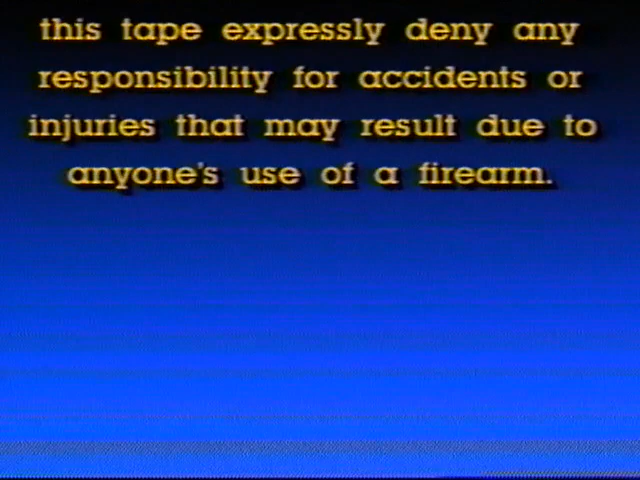 this tape expressly deny any
responsibility for accidents or
injuries that may result due to
anyone's use of a firearm.